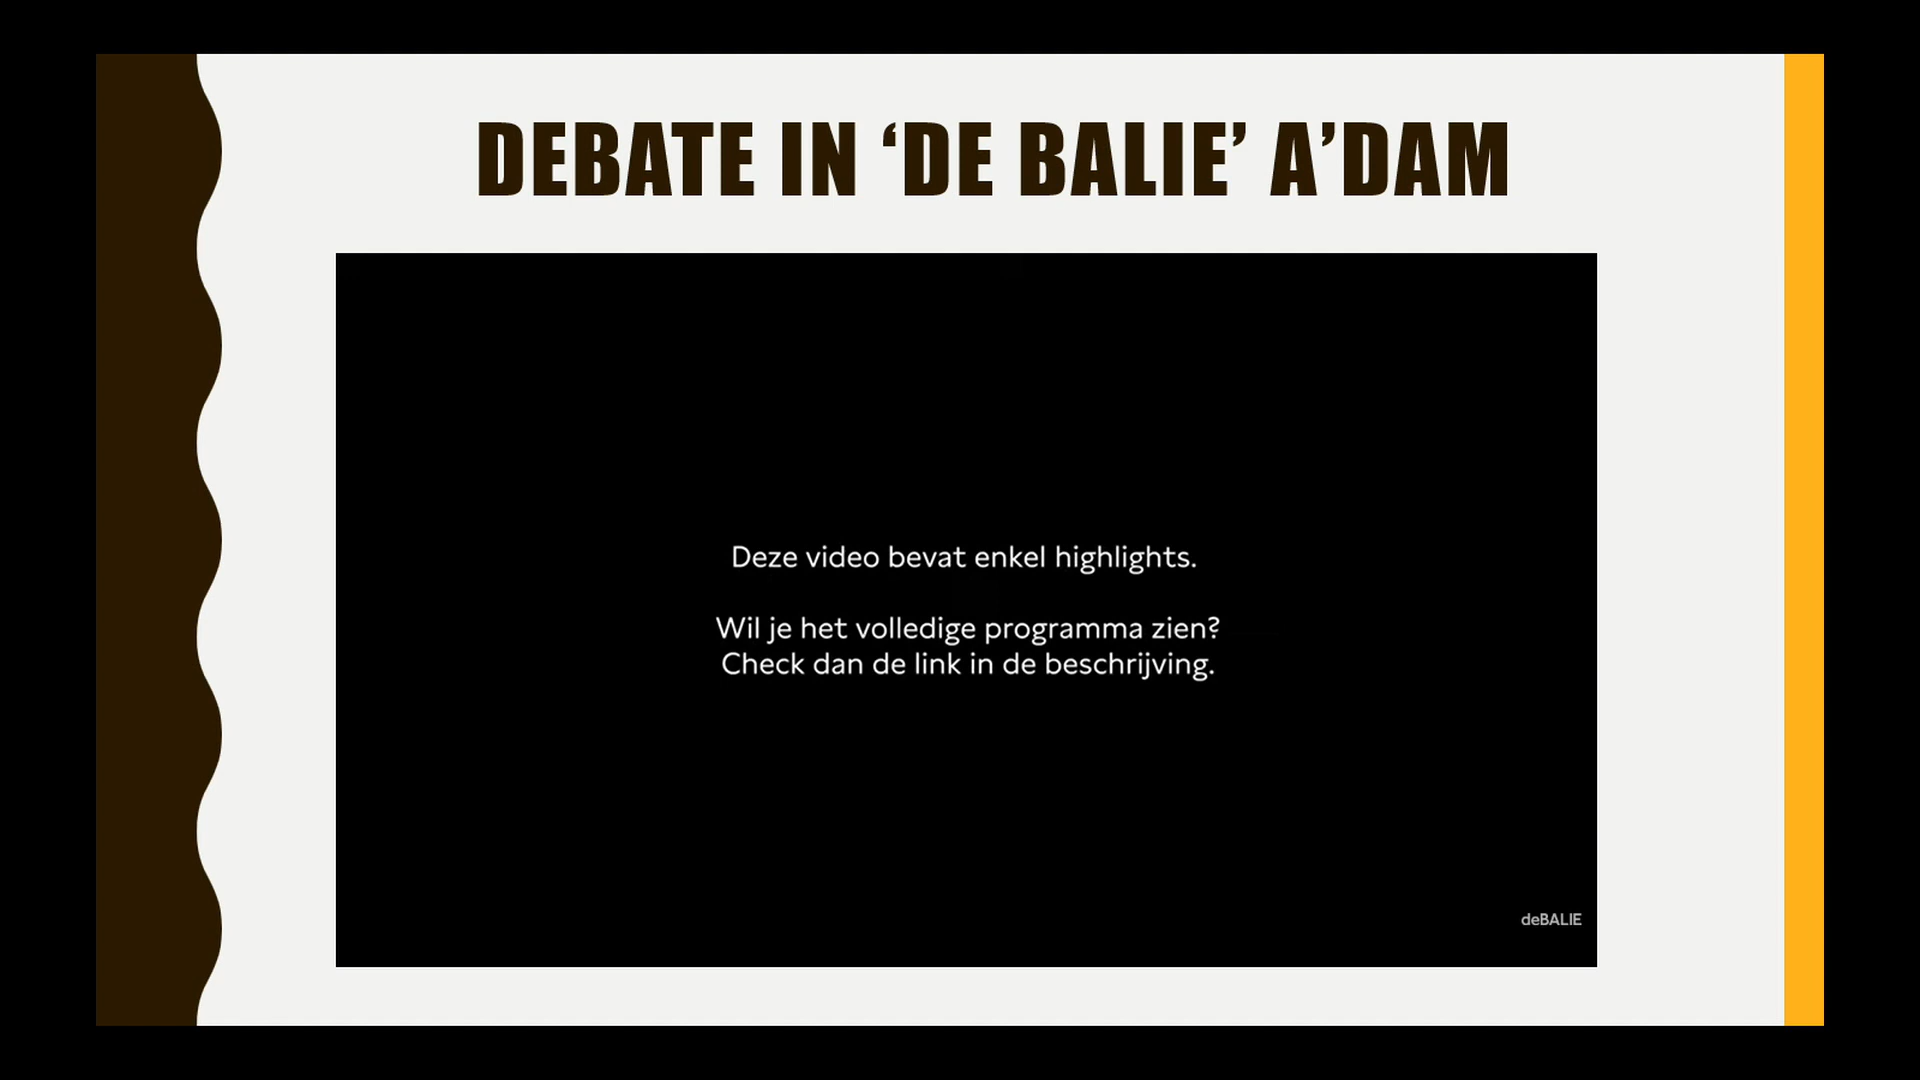 DEBATE IN ‘DE BALIE’ A’DAM
Deze video bevat enkel highlights.
Wil je het volledige programma zien?
Check dan de link in de beschrijving.
deBALIE